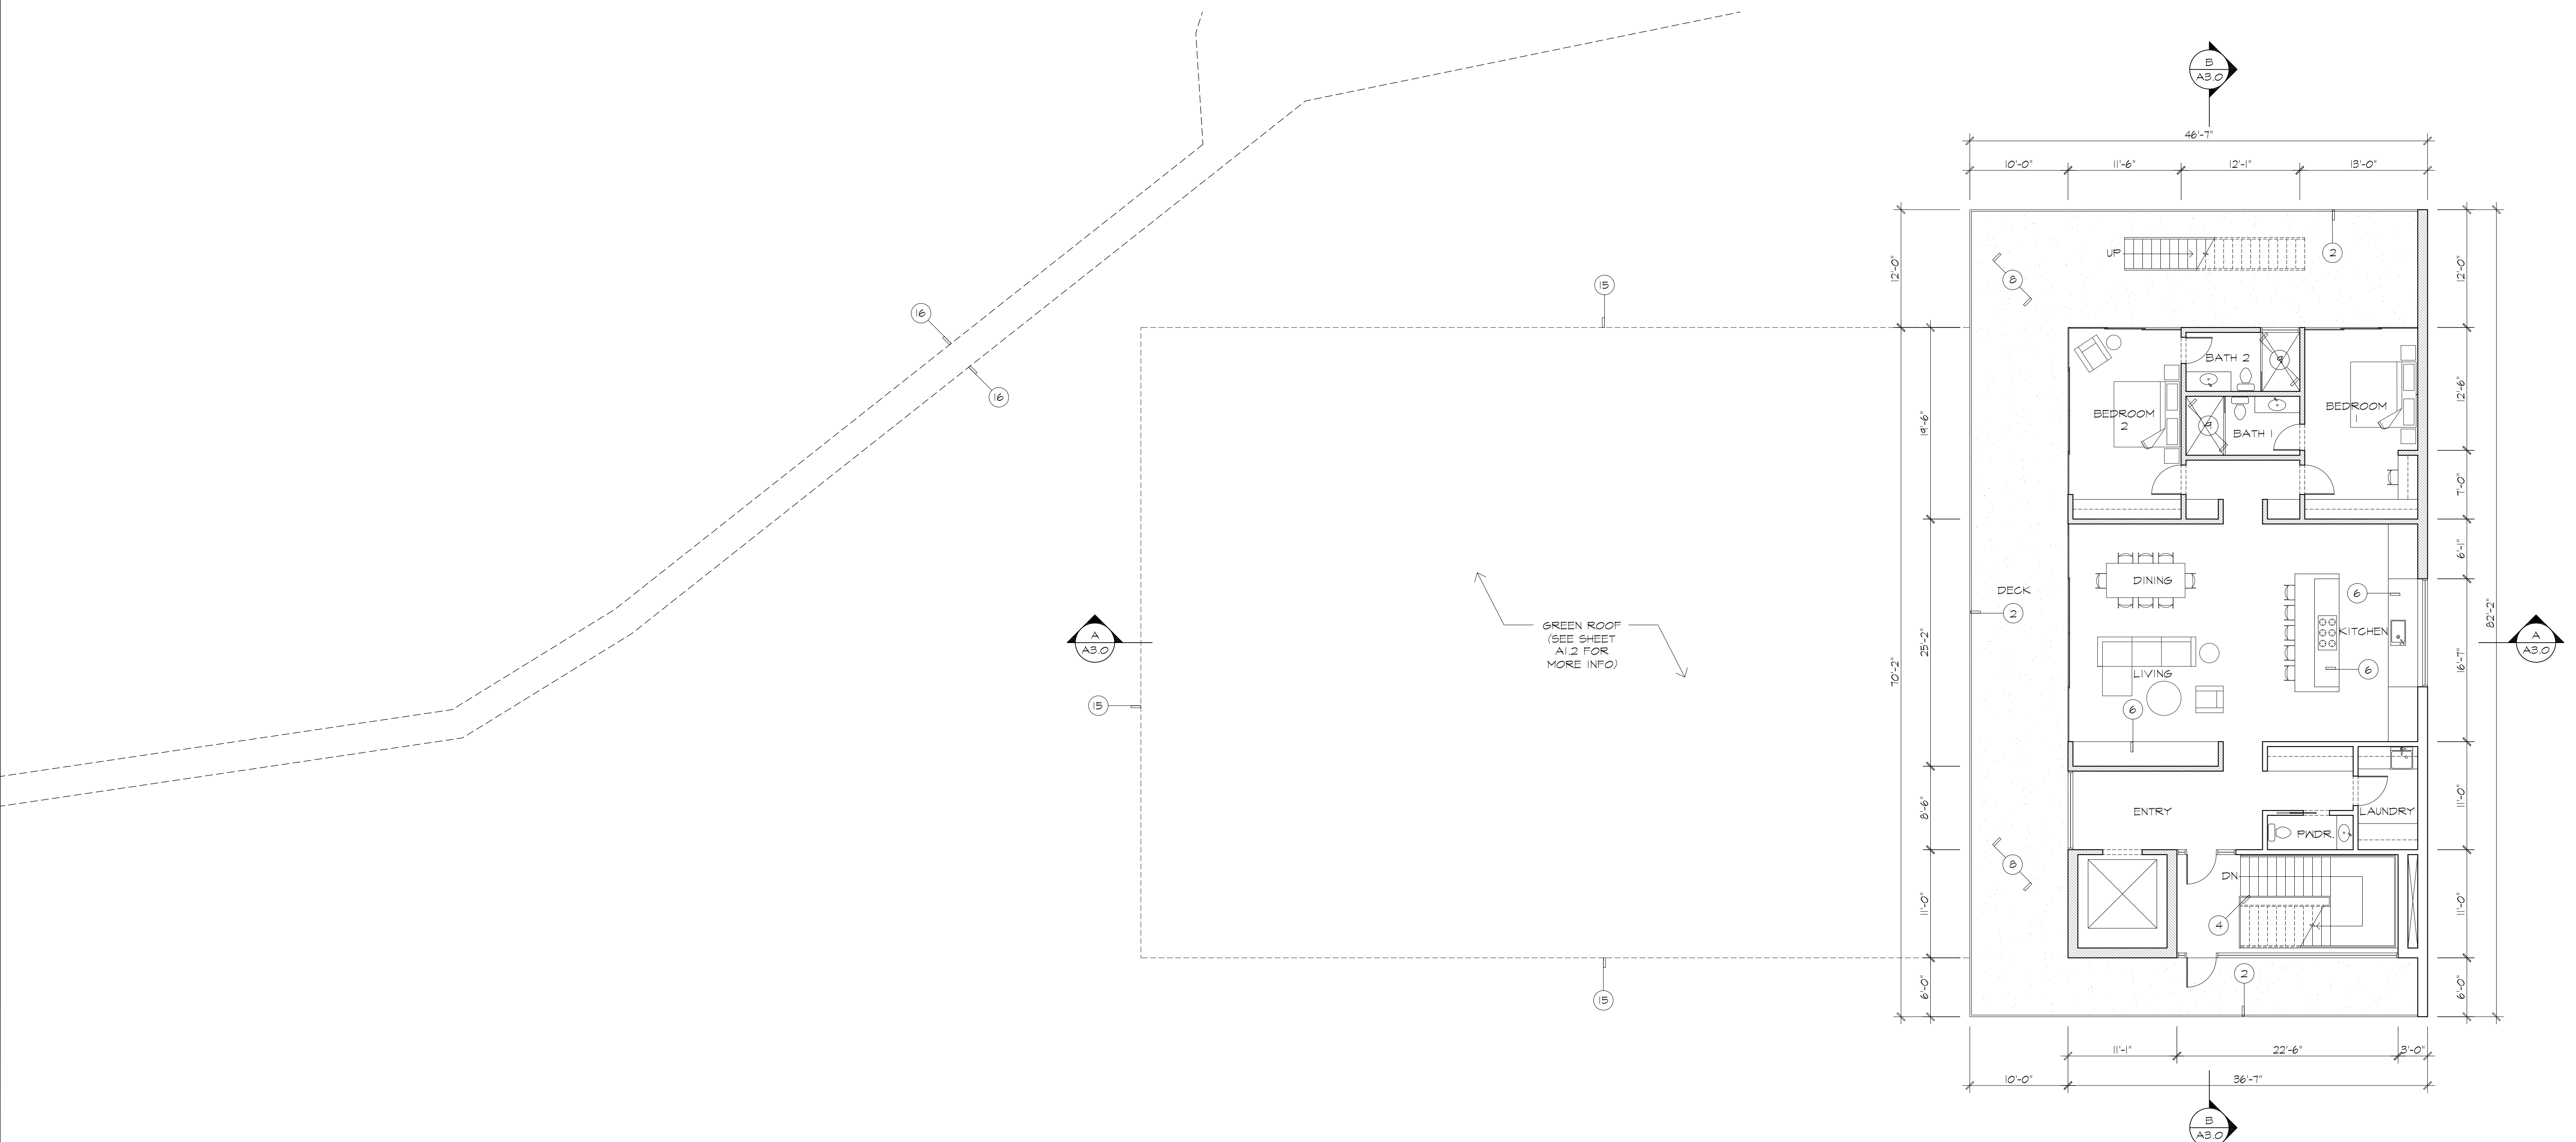 B
A3.0
46'-7"
10'-0"
11'-6"
12'-1"
13'-0"
UP
2
8
12'-0"
12'-0"
15
16
16
BATH 2
9
BEDROOM
2
BEDROOM
1
BATH 1
9
19'-6"
12'-6"
7'-0"
6'-1"
DINING
DECK
2
6
GREEN ROOF
(SEE SHEET
A1.2 FOR
MORE INFO)
A
A3.0
KITCHEN
6
25'-2"
82'-2"
A
A3.0
70'-2"
16'-7"
LIVING
15
6
ENTRY
LAUNDRY
PWDR.
8'-6"
11'-0"
8
DN
4
11'-0"
11'-0"
2
15
6'-0"
6'-0"
11'-1"
22'-6"
3'-0"
10'-0"
36'-7"
B
A3.0